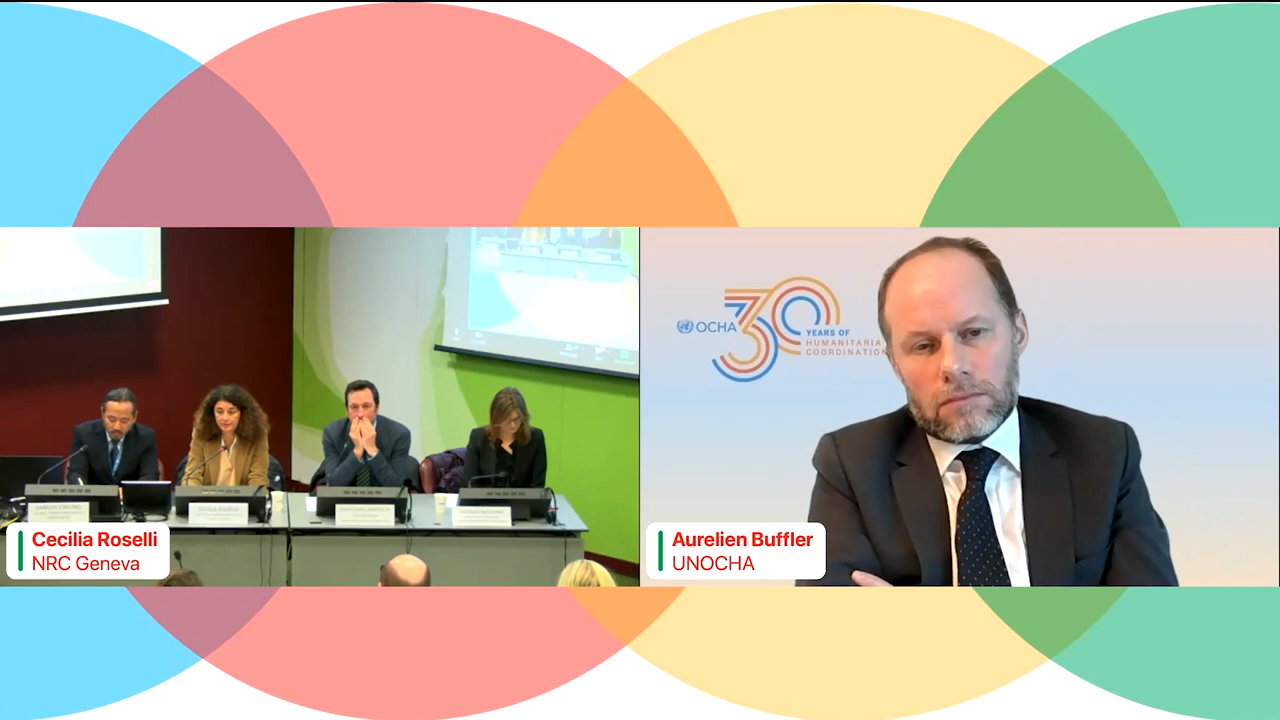 Cecilia Roselli
NRC Geneva
OCHA
30
YEARS OF
HUMANITARIAN
COORDINATION
Aurelien Buffler
UNOCHA